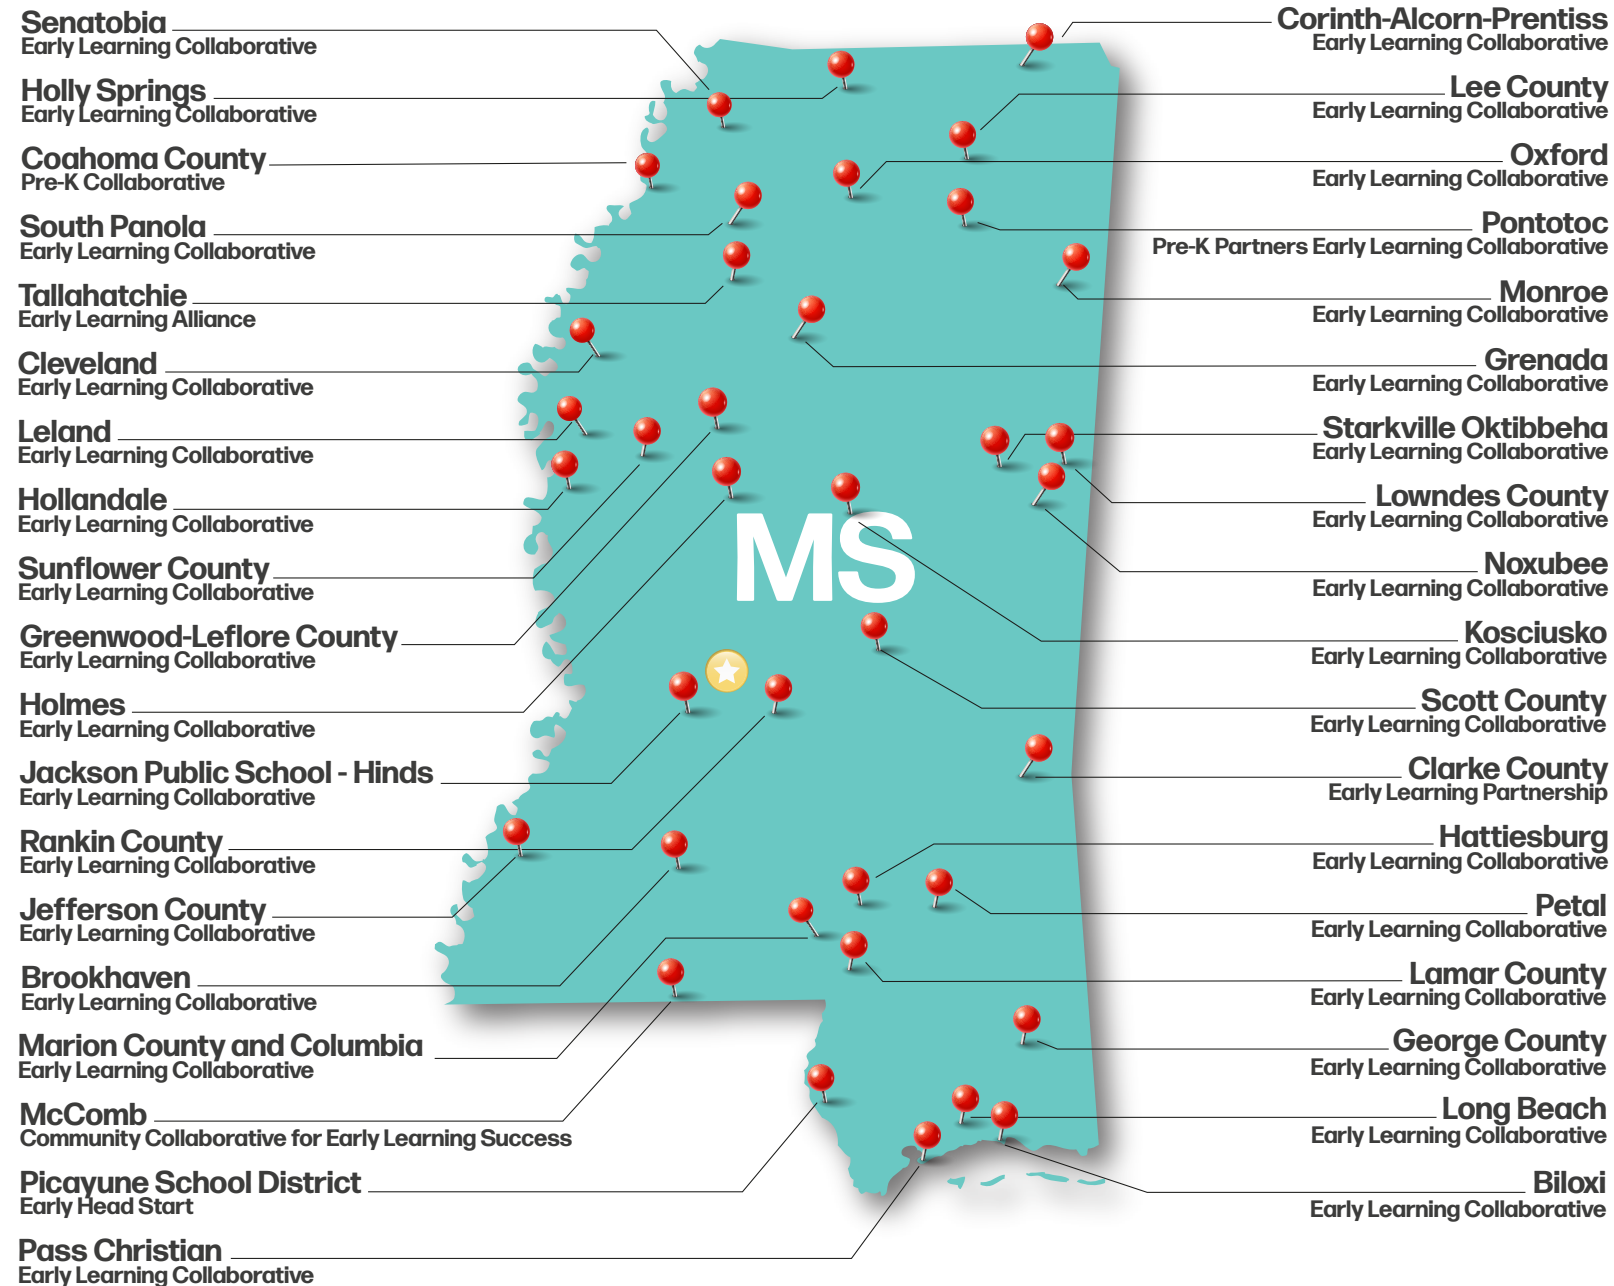 Senatobia
Early Learning Collaborative
Holly Springs
Early Learning Collaborative
Coahoma County
Pre-K Collaborative
South Panola
Early Learning Collaborative
Tallahatchie
Early Learning Alliance
Cleveland
Early Learning Collaborative
Leland
Early Learning Collaborative
Hollandale
Early Learning Collaborative
Sunflower County
Early Learning Collaborative
Greenwood-Leflore County
Early Learning Collaborative
Holmes
Early Learning Collaborative
Jackson Public School - Hinds
Early Learning Collaborative
Rankin County
Early Learning Collaborative
Jefferson County
Early Learning Collaborative
Brookhaven
Early Learning Collaborative
Marion County and Columbia
Early Learning Collaborative
McComb
Community Collaborative for Early Learning Success
Picayune School District
Early Head Start
Pass Christian
Early Learning Collaborative
MS
Corinth-Alcorn-Prentiss
Early Learning Collaborative
Lee County
Early Learning Collaborative
Oxford
Early Learning Collaborative
Pontotoc
Pre-K Partners Early Learning Collaborative
Monroe
Early Learning Collaborative
Grenada
Early Learning Collaborative
Starkville Oktibbeha
Early Learning Collaborative
Lowndes County
Early Learning Collaborative
Noxubee
Early Learning Collaborative
Kosciusko
Early Learning Collaborative
Scott County
Early Learning Collaborative
Clarke County
Early Learning Partnership
Hattiesburg
Early Learning Collaborative
Petal
Early Learning Collaborative
Lamar County
Early Learning Collaborative
George County
Early Learning Collaborative
Long Beach
Early Learning Collaborative
Biloxi
Early Learning Collaborative